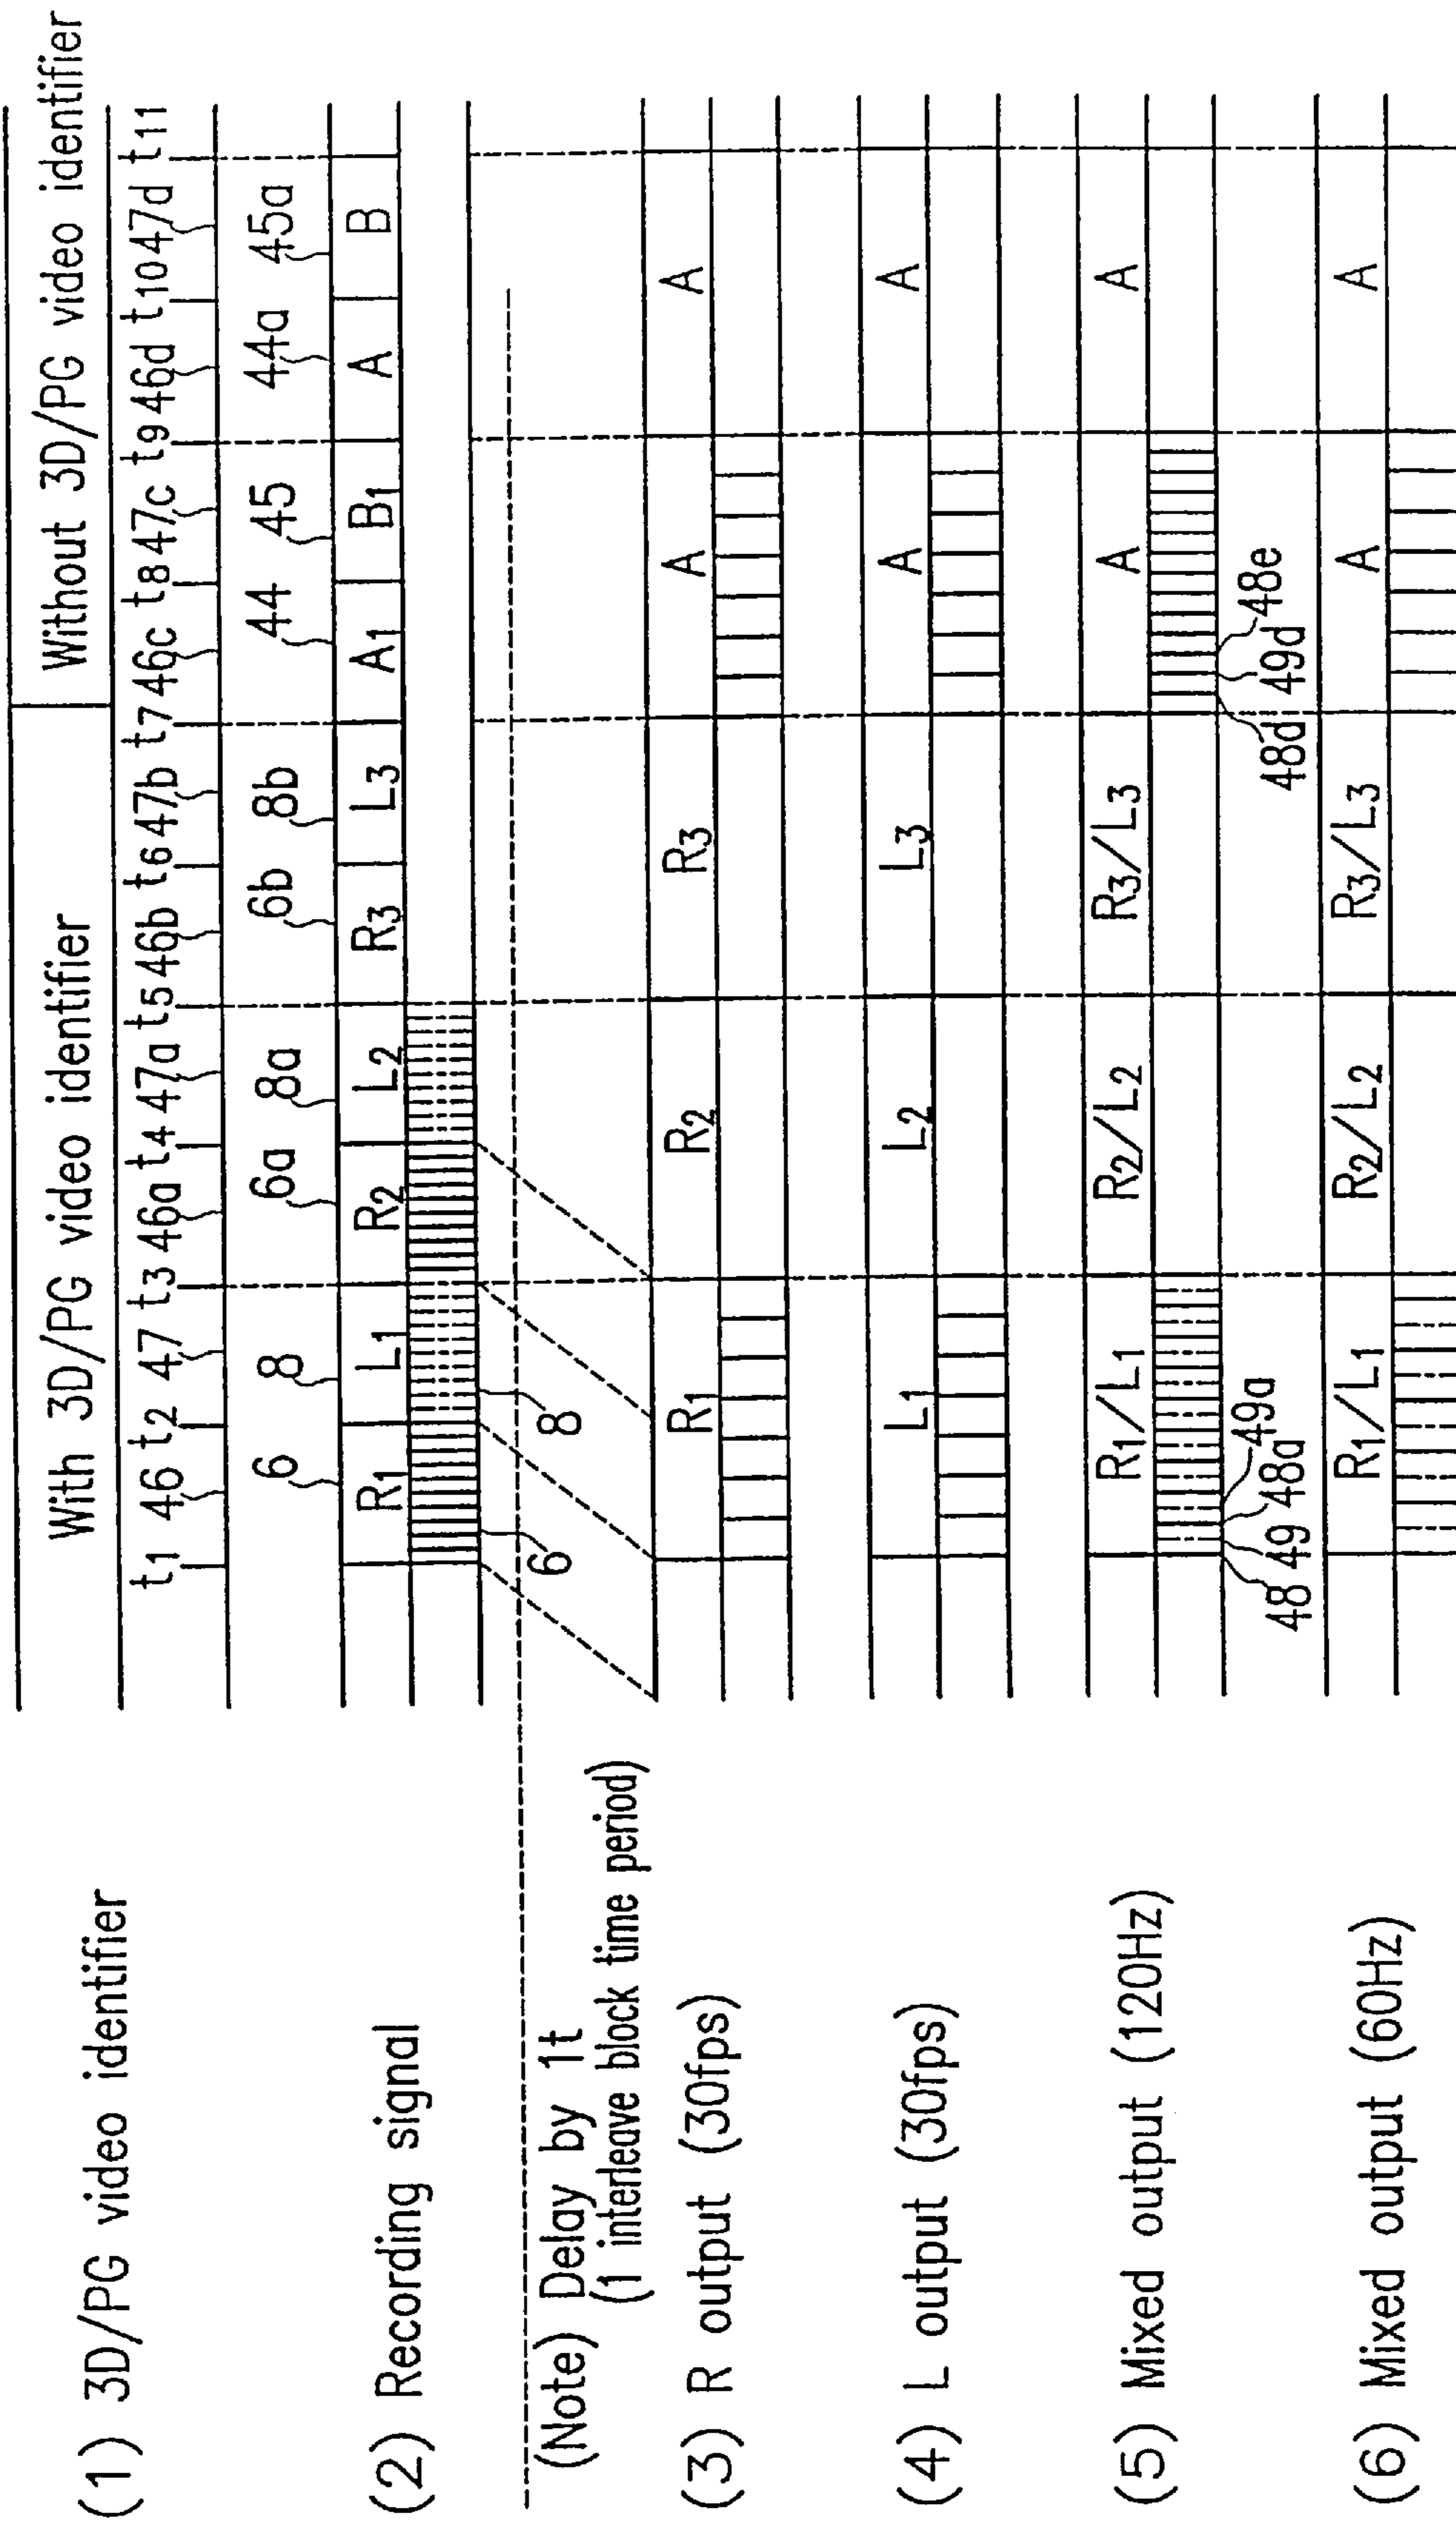 With 3D/PG video identifier Without 3D/PG video identifier
(1) 3D/PG video identifier t1 46 t2 47 t3 46a t4 47a t5 46b t6 47b t7 46c t8 47c t9 46d t10 47d t11
6 8 6a 8a 6b 8b 44 45 44a 45a
(2) Recording signal R1 L1 R2 L2 R3 L3 A1 B1 A B
6 8
(Note) Delay by 1t
(1 interleave block time period)
(3) R output (30fps) R1 R2 R3 A A
(4) L output (30fps) L1 L2 L3 A A
(5) Mixed output (120Hz) R1/L1 R2/L2 R3/L3 A A
48 49 48a 49a 48d 49d 48e
(6) Mixed output (60Hz) R1/L1 R2/L2 R3/L3 A A